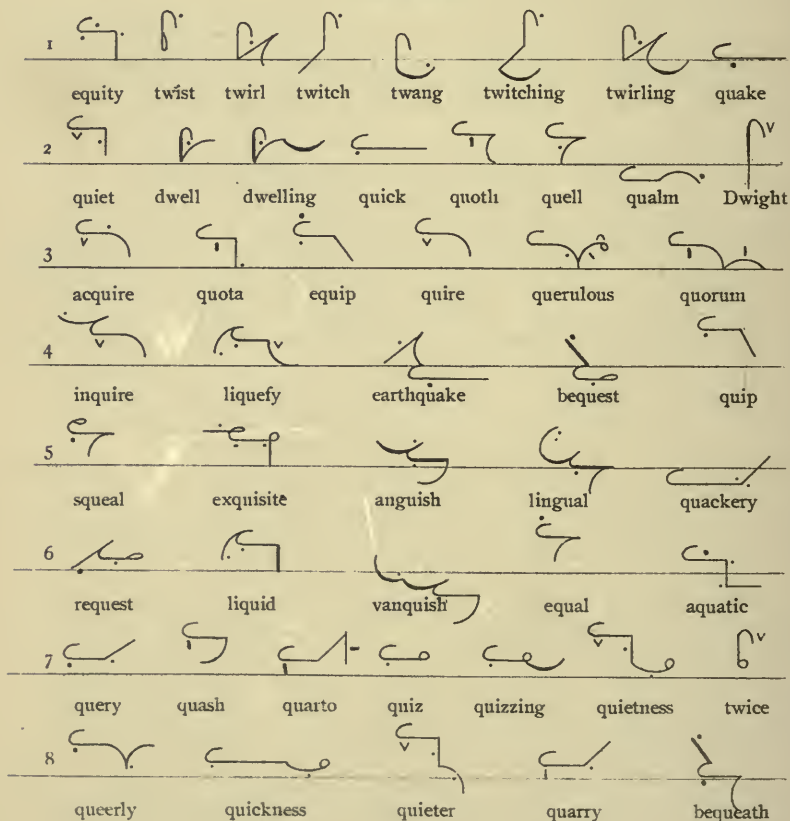 1
equity twist twirl twitch twang twitching twirling quake
2
quiet dwell dwelling quick quoth quell qualm Dwight
3
acquire quota equip quire querulous quorum
4
inquire liquefy earthquake bequest quip
5
squeal exquisite anguish lingual quackery
6
request liquid vanquish equal aquatic
7
query quash quarto quiz quizzing quietness twice
8
queerly quickness quieter quarry bequeath